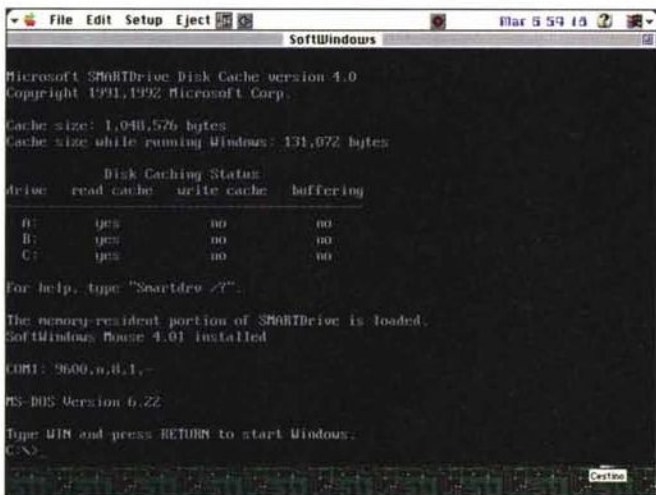 File Edit Setup Eject
SoftWindows
Microsoft SMARTDrive Disk Cache version 4.0
Copyright 1991,1992 Microsoft Corp.
Cache size: 1,048,576 bytes
Cache size while running Windows: 131,072 bytes
Disk Caching Status
drive read cache write cache buffering
A: yes no no
B: yes no no
C: yes no no
For help, type "Smartdrv /?".
The memory-resident portion of SMARTDrive is loaded.
SoftWindows Mouse 4.01 installed
COM1: 9600,n,8,1,-
MS-DOS Version 6.22
Type WIN and press RETURN to start Windows.
C:\>_
Cestino